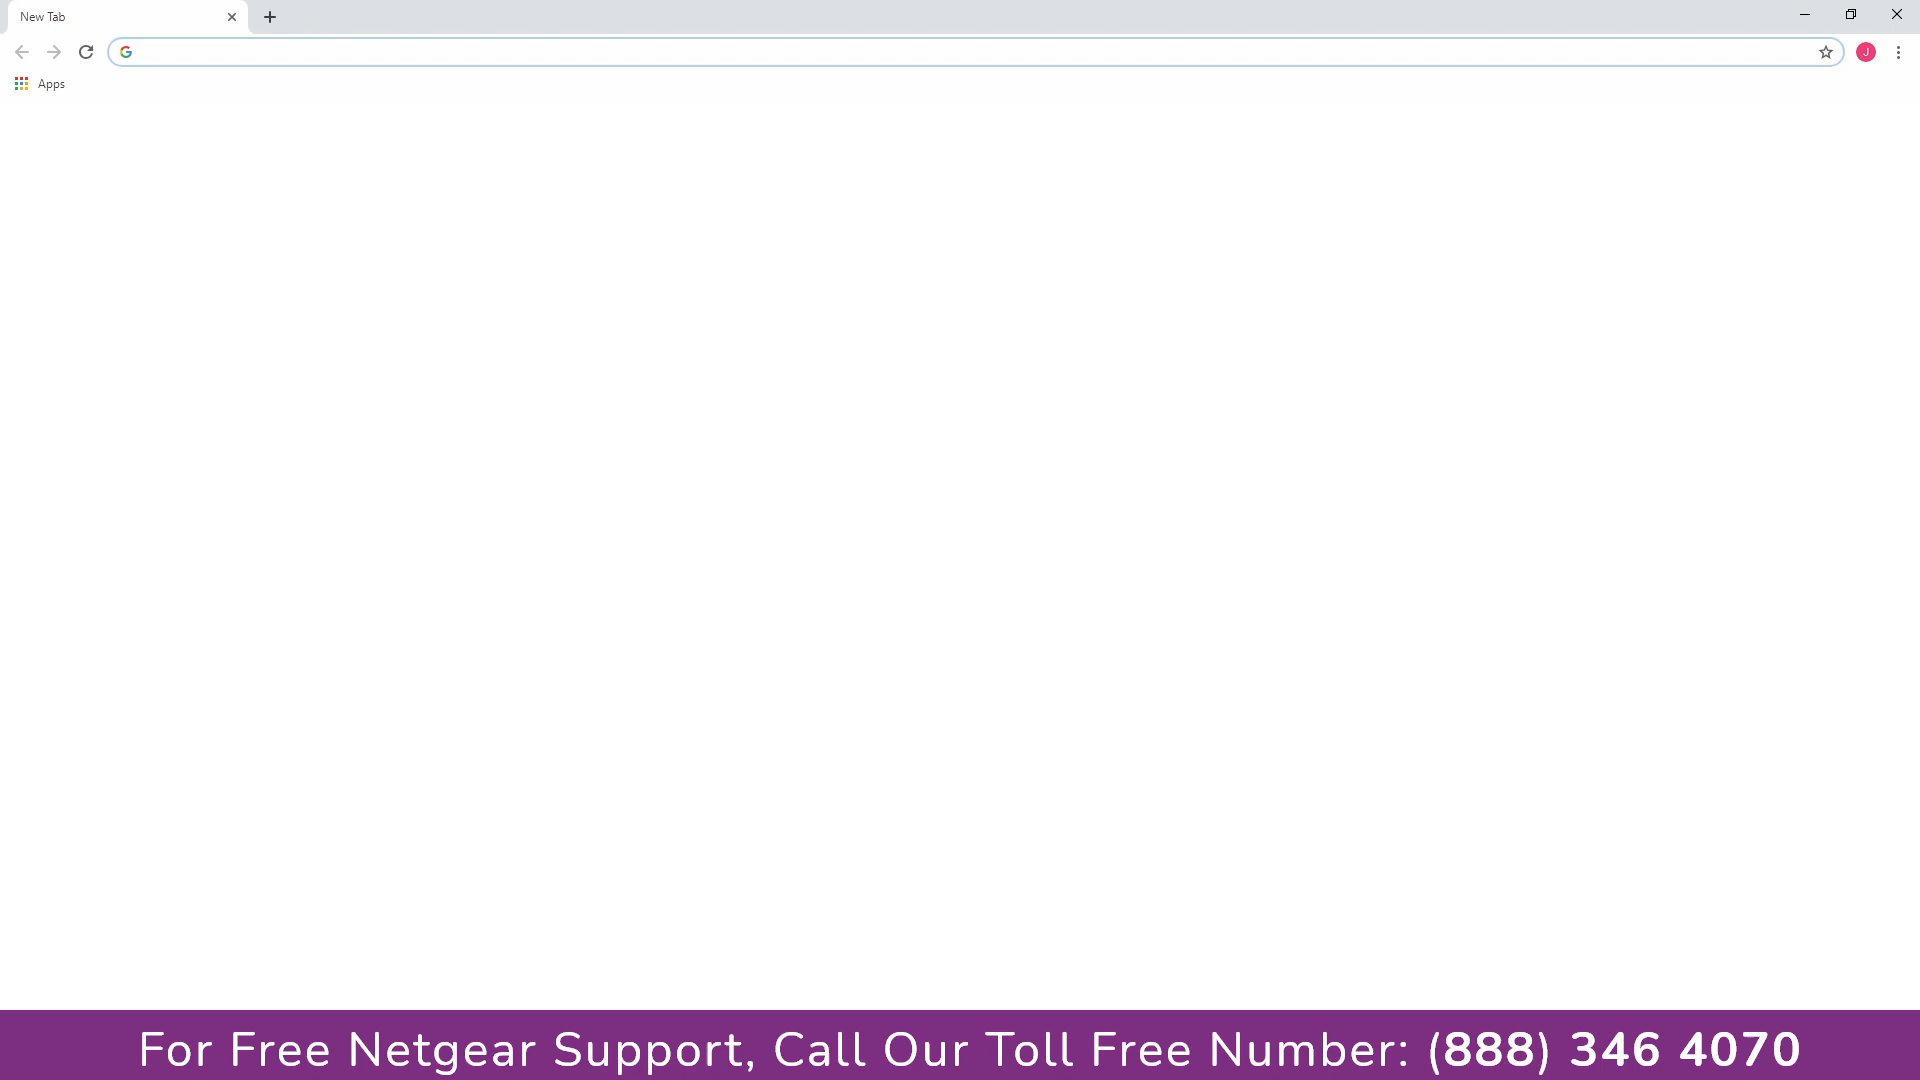 New Tab
J
Apps
For Free Netgear Support, Call Our Toll Free Number: (888) 346 4070